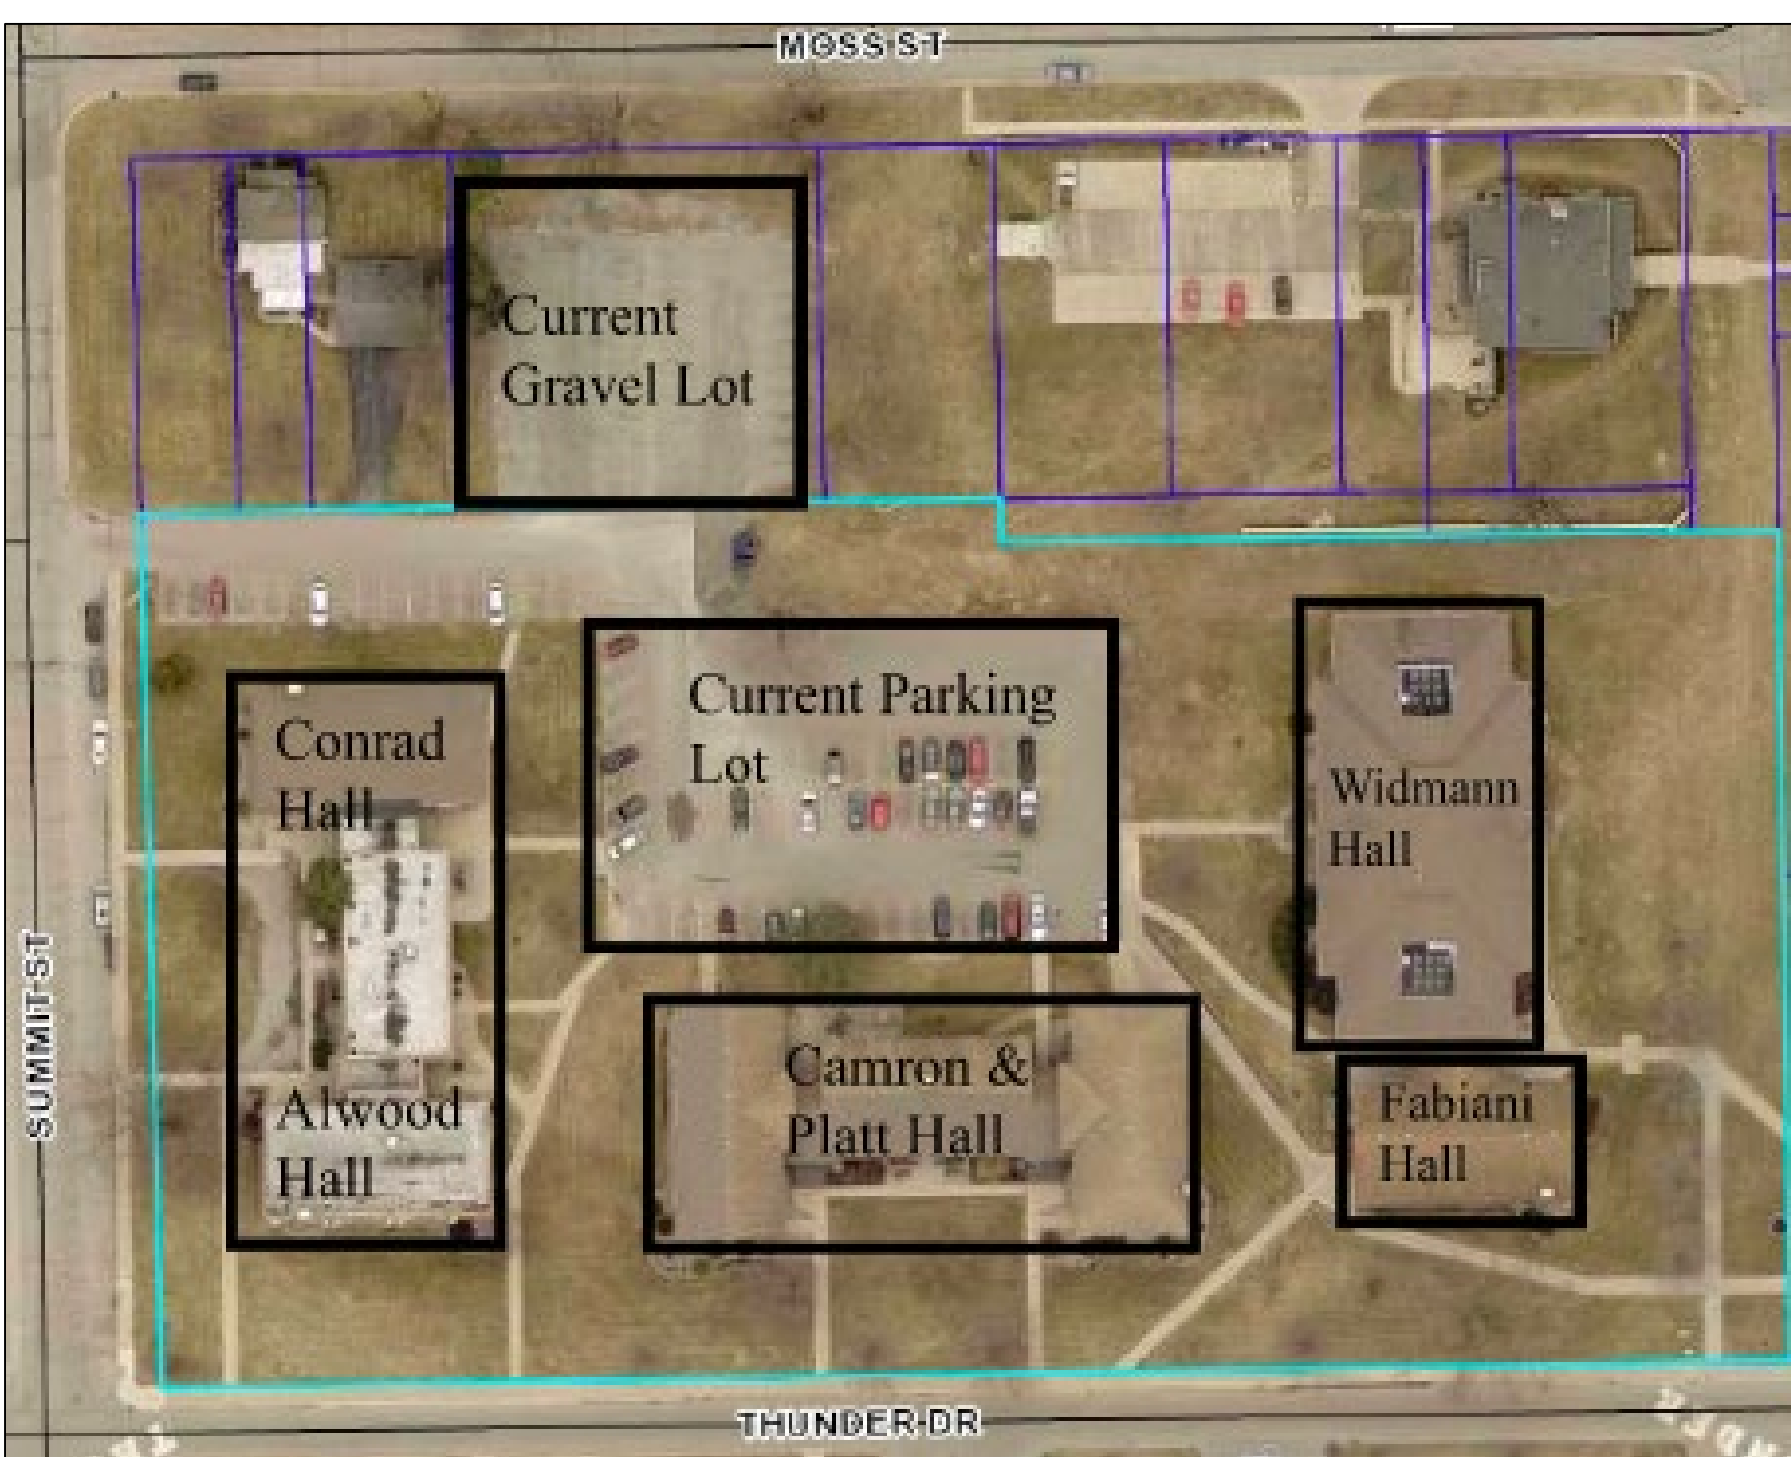 MOSS ST
Current
Gravel Lot
Current Parking
Lot
Conrad
Hall
Widmann
Hall
SUMMIT ST
Camron &
Platt Hall
Alwood
Hall
Fabiani
Hall
THUNDER DR